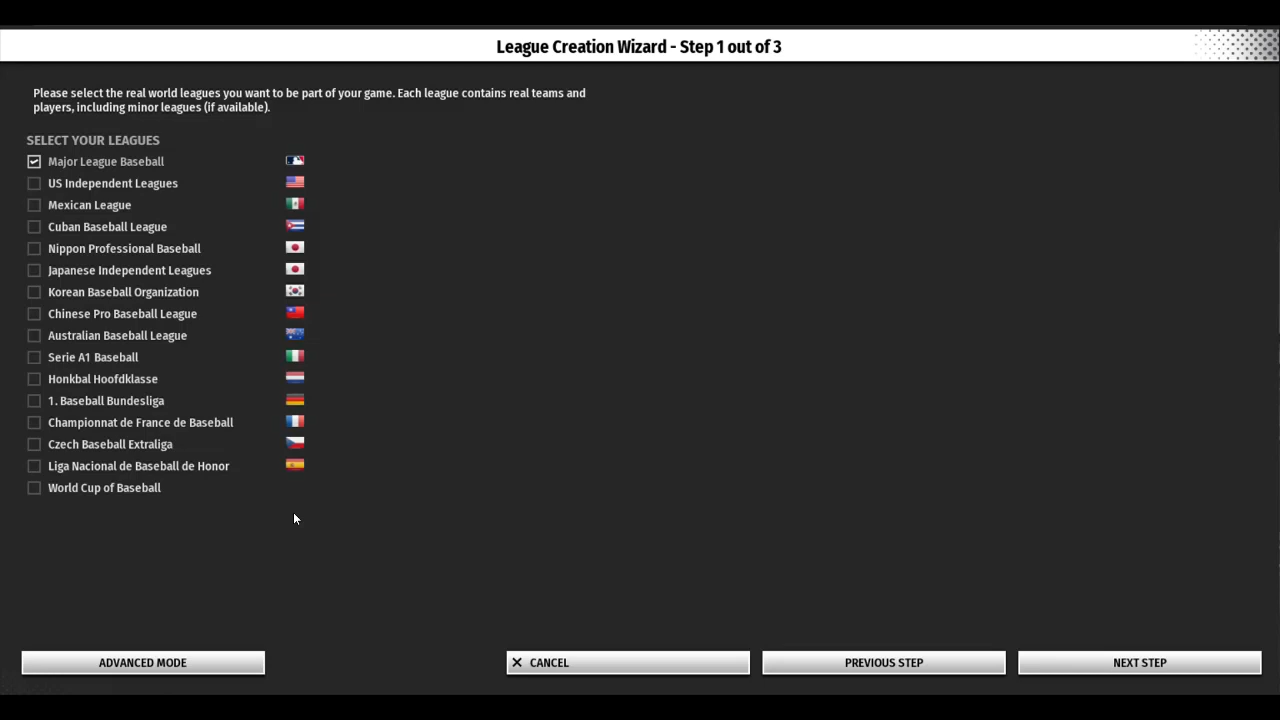 League Creation Wizard - Step 1 out of 3
Please select the real world leagues you want to be part of your game. Each league contains real teams and
players, including minor leagues (if available).
SELECT YOUR LEAGUES
Major League Baseball
US Independent Leagues
Mexican League
Cuban Baseball League
Nippon Professional Baseball
Japanese Independent Leagues
Korean Baseball Organization
Chinese Pro Baseball League
Australian Baseball League
Serie A1 Baseball
Honkbal Hoofdklasse
1. Baseball Bundesliga
Championnat de France de Baseball
Czech Baseball Extraliga
Liga Nacional de Baseball de Honor
World Cup of Baseball
ADVANCED MODE
CANCEL
PREVIOUS STEP
NEXT STEP